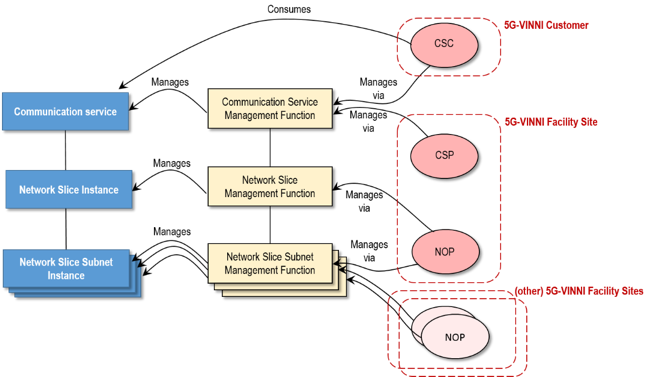 Consumes
5G-VINNI Customer
CSC
Manages
Manages
via
Communication service
Communication Service
Management Function
Manages
via
5G-VINNI Facility Site
CSP
Manages
Network Slice Instance
Network Slice
Management Function
Manages
via
Manages
Network Slice Subnet
Instance
Network Slice Subnet
Management Function
Manages
via
NOP
(other) 5G-VINNI Facility Sites
NOP